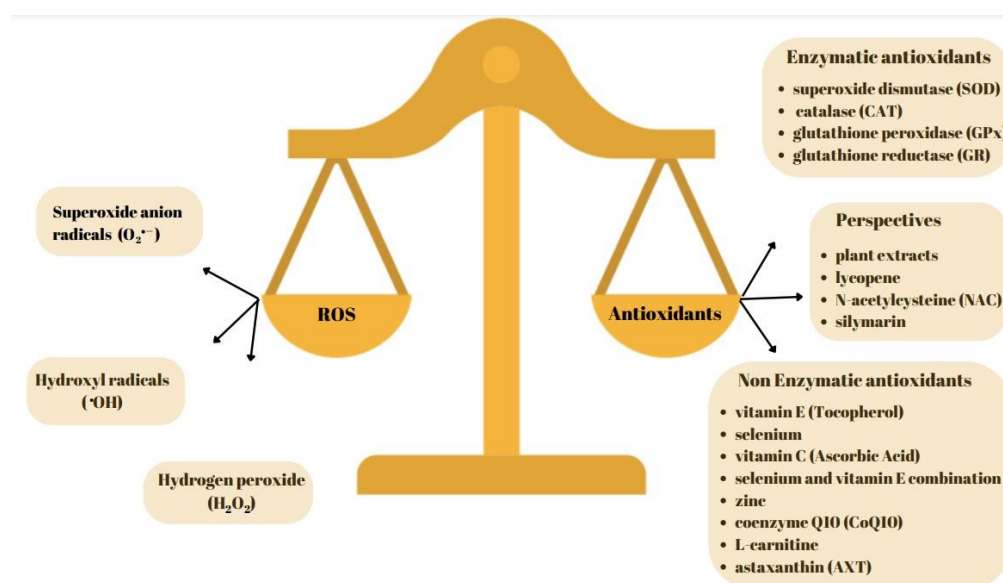 Enzymatic antioxidants
• superoxide dismutase (SOD)
• catalase (CAT)
• glutathione peroxidase (GPx)
• glutathione reductase (GR)
Superoxide anion
radicals (O₂•⁻)
Perspectives
• plant extracts
• lycopene
• N-acetylcysteine (NAC)
• silymarin
ROS
Antioxidants
Hydroxyl radicals
(•OH)
Hydrogen peroxide
(H₂O₂)
Non Enzymatic antioxidants
• vitamin E (Tocopherol)
• selenium
• vitamin C (Ascorbic Acid)
• selenium and vitamin E combination
• zinc
• coenzyme Q10 (CoQ10)
• L-carnitine
• astaxanthin (AXT)